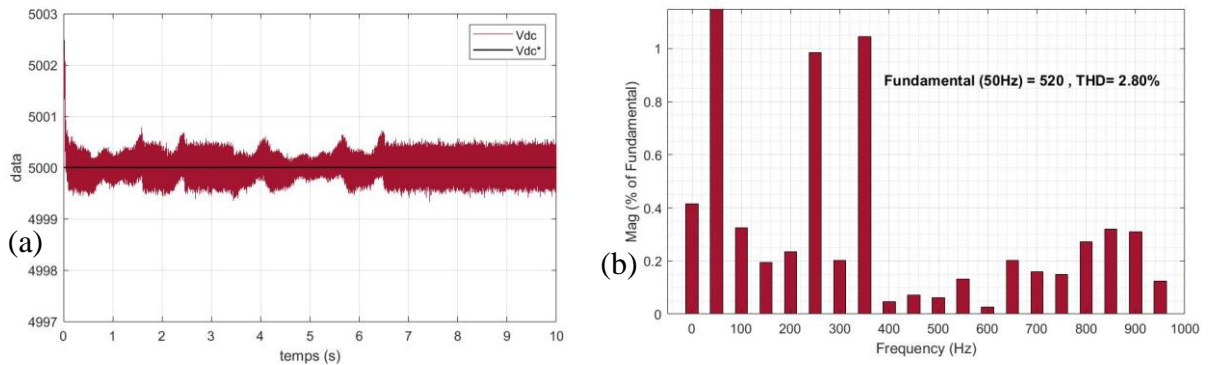 5003
5002
5001
5000
4999
4998
4997
data
0 1 2 3 4 5 6 7 8 9 10
temps (s)
Vdc
Vdc*
(a)
1
0.8
0.6
0.4
0.2
0
Mag (% of Fundamental)
Fundamental (50Hz) = 520 , THD= 2.80%
0 100 200 300 400 500 600 700 800 900 1000
Frequency (Hz)
(b)